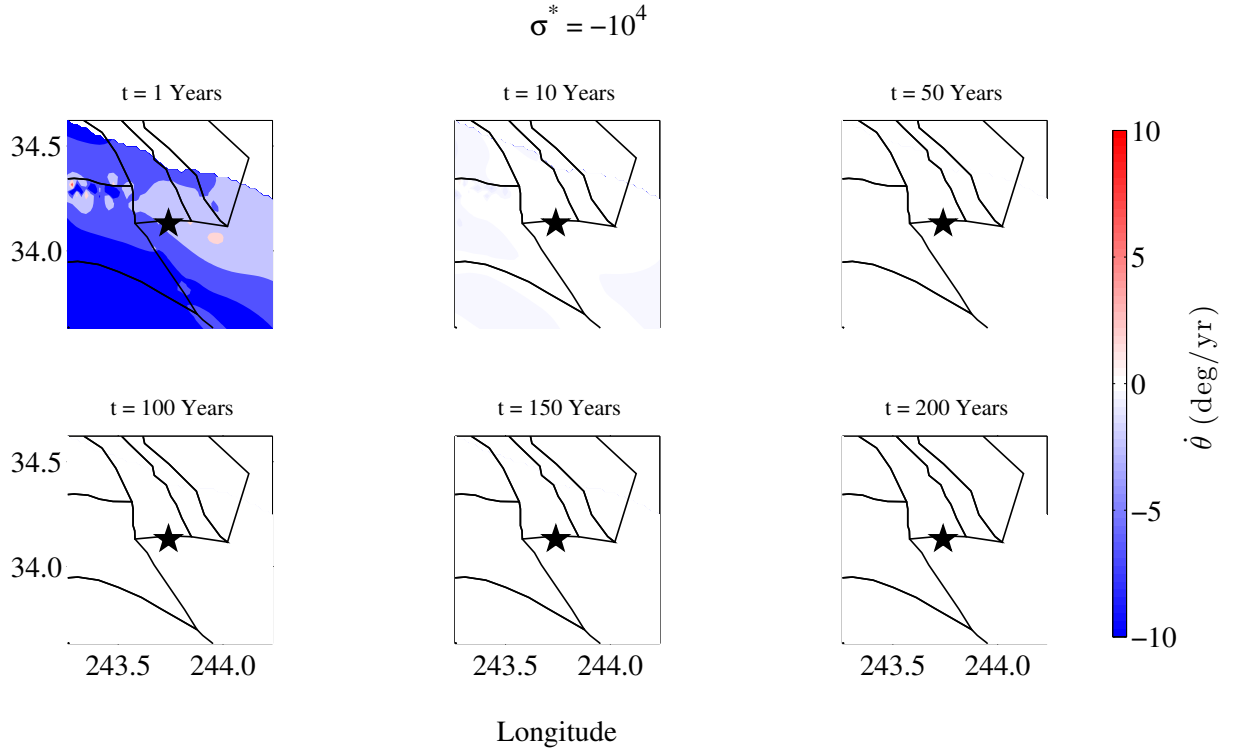 σ* = −10⁴
t = 1 Years
t = 10 Years
t = 50 Years
34.5
34.0
t = 100 Years
t = 150 Years
t = 200 Years
34.5
34.0
243.5 244.0
243.5 244.0
243.5 244.0
Longitude
10
5
0
−5
−10
θ̇ (deg/yr)